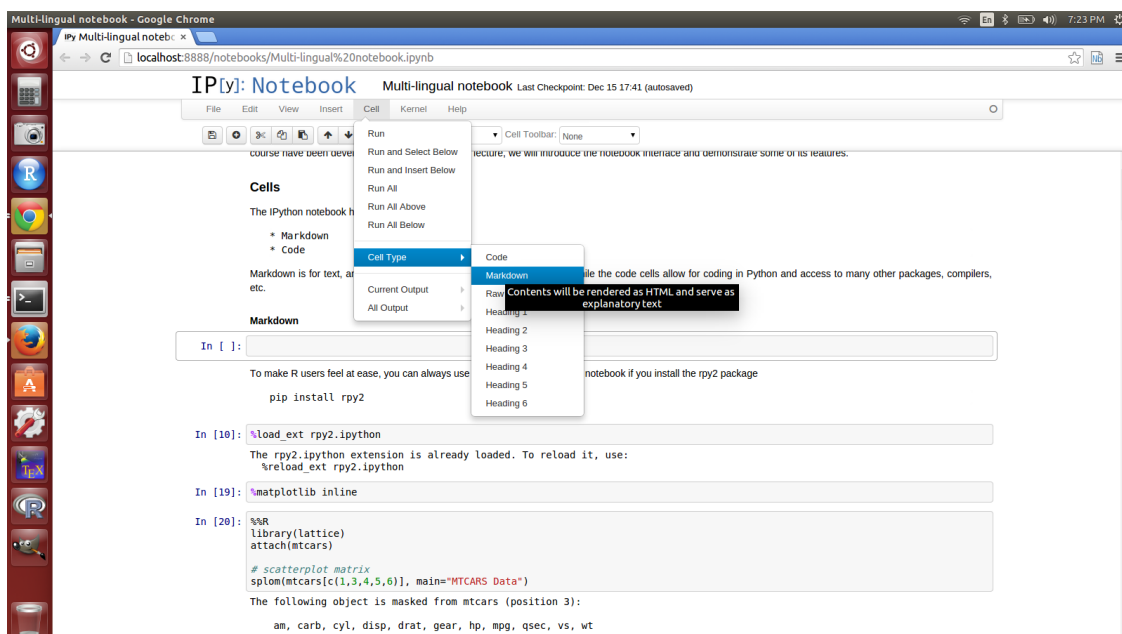 Multi-lingual notebook - Google Chrome
En
7:23 PM
IPy Multi-lingual notebc ×
localhost:8888/notebooks/Multi-lingual%20notebook.ipynb
IP[y]: Notebook Multi-lingual notebook Last Checkpoint: Dec 15 17:41 (autosaved)
File Edit View Insert Cell Kernel Help
Cell Toolbar: None
Run
Run and Select Below
Run and Insert Below
Run All
Run All Above
Run All Below
Cell Type
Current Output
All Output
Code
Markdown
Raw
Contents will be rendered as HTML and serve as
explanatory text
Heading 1
Heading 2
Heading 3
Heading 4
Heading 5
Heading 6
course have been lecture, we will introduce the notebook interface and demonstrate some of its features.
Cells
The IPython notebook
* Markdown
* Code
Markdown is for text, the code cells allow for coding in Python and access to many other packages, compilers,
etc.
Markdown
In [ ]:
To make R users feel at ease, you can always use notebook if you install the rpy2 package
pip install rpy2
In [10]: %load_ext rpy2.ipython
The rpy2.ipython extension is already loaded. To reload it, use:
%reload_ext rpy2.ipython
In [19]: %matplotlib inline
In [20]: %%R
library(lattice)
attach(mtcars)
# scatterplot matrix
splom(mtcars[c(1,3,4,5,6)], main="MTCARS Data")
The following object is masked from mtcars (position 3):
am, carb, cyl, disp, drat, gear, hp, mpg, qsec, vs, wt
R
TEX
R